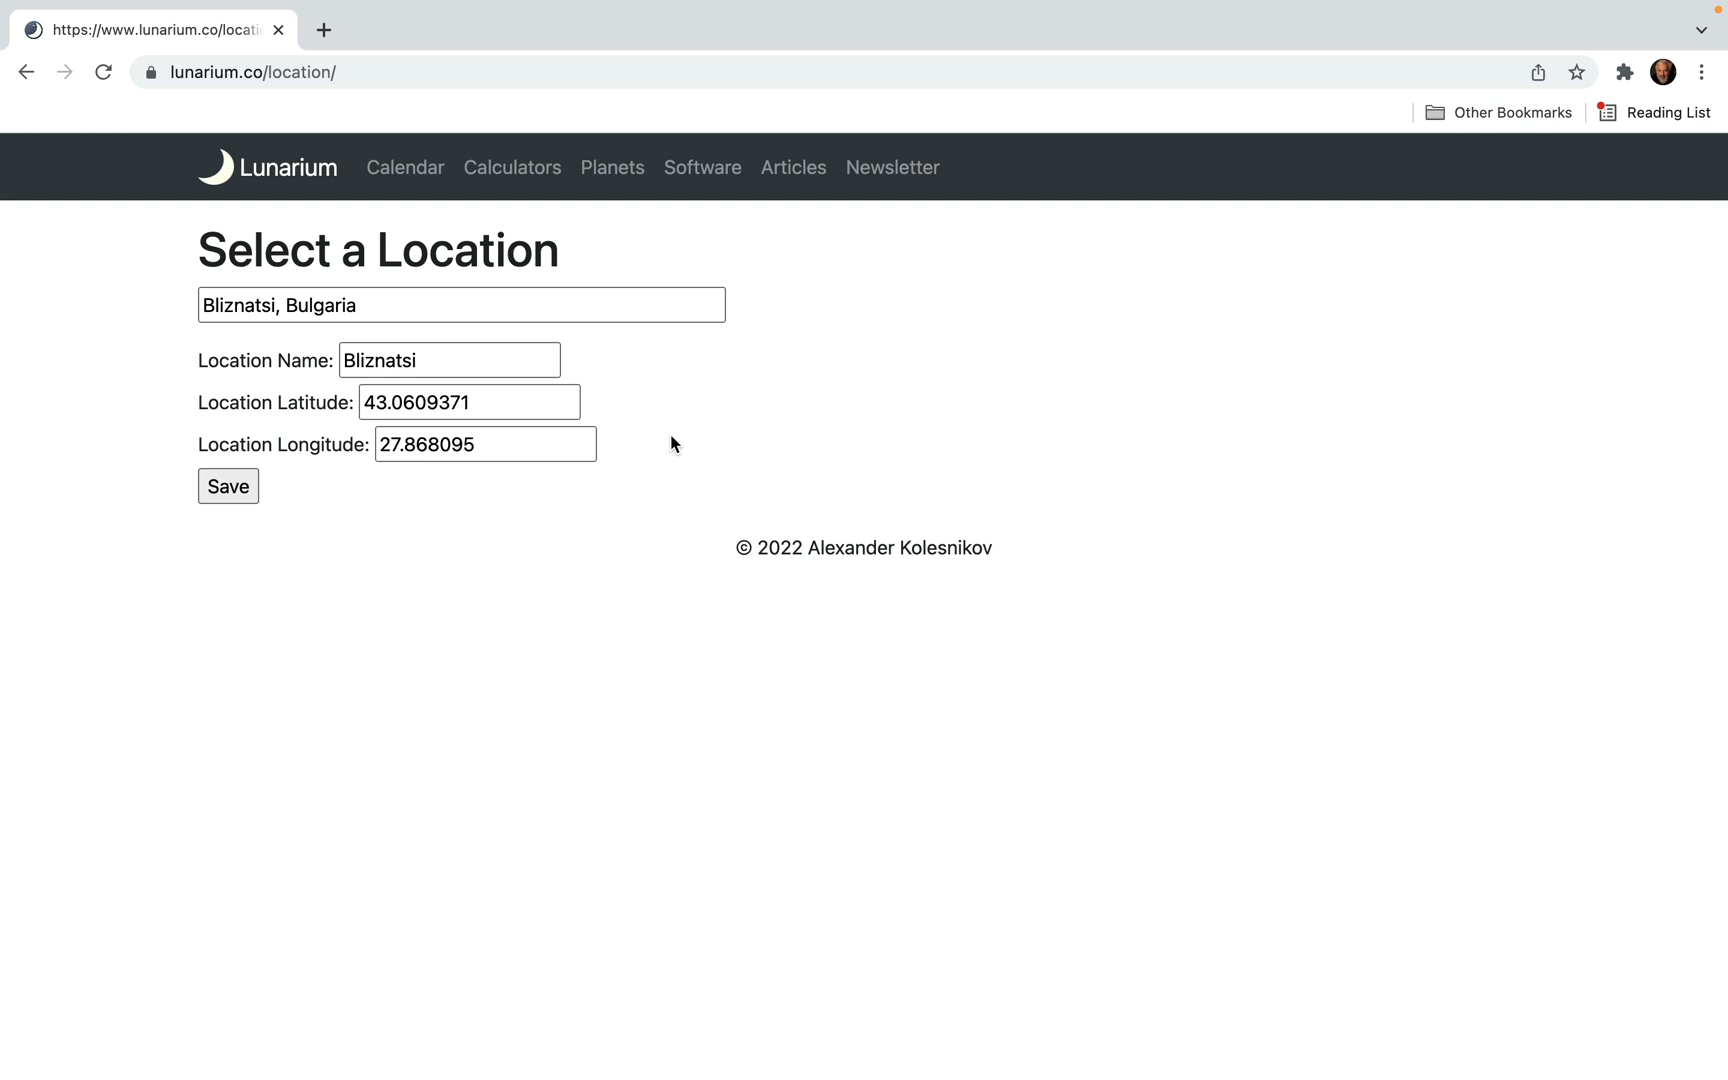 https://www.lunarium.co/locati
lunarium.co/location/
Other Bookmarks
Reading List
Lunarium
Calendar
Calculators
Planets
Software
Articles
Newsletter
Select a Location
Bliznatsi, Bulgaria
Location Name: Bliznatsi
Location Latitude: 43.0609371
Location Longitude: 27.868095
Save
© 2022 Alexander Kolesnikov